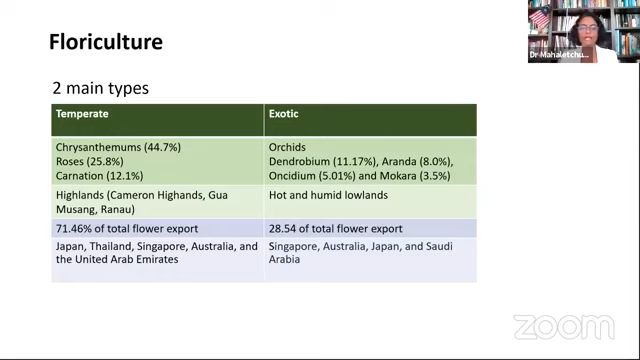 Floriculture
Dr Mahaletchu...
2 main types
Temperate
Exotic
Chrysanthemums (44.7%)
Roses (25.8%)
Carnation (12.1%)
Orchids
Dendrobium (11.17%), Aranda (8.0%),
Oncidium (5.01%) and Mokara (3.5%)
Highlands (Cameron Highands, Gua
Musang, Ranau)
Hot and humid lowlands
71.46% of total flower export
28.54 of total flower export
Japan, Thailand, Singapore, Australia, and
the United Arab Emirates
Singapore, Australia, Japan, and Saudi
Arabia
zoom